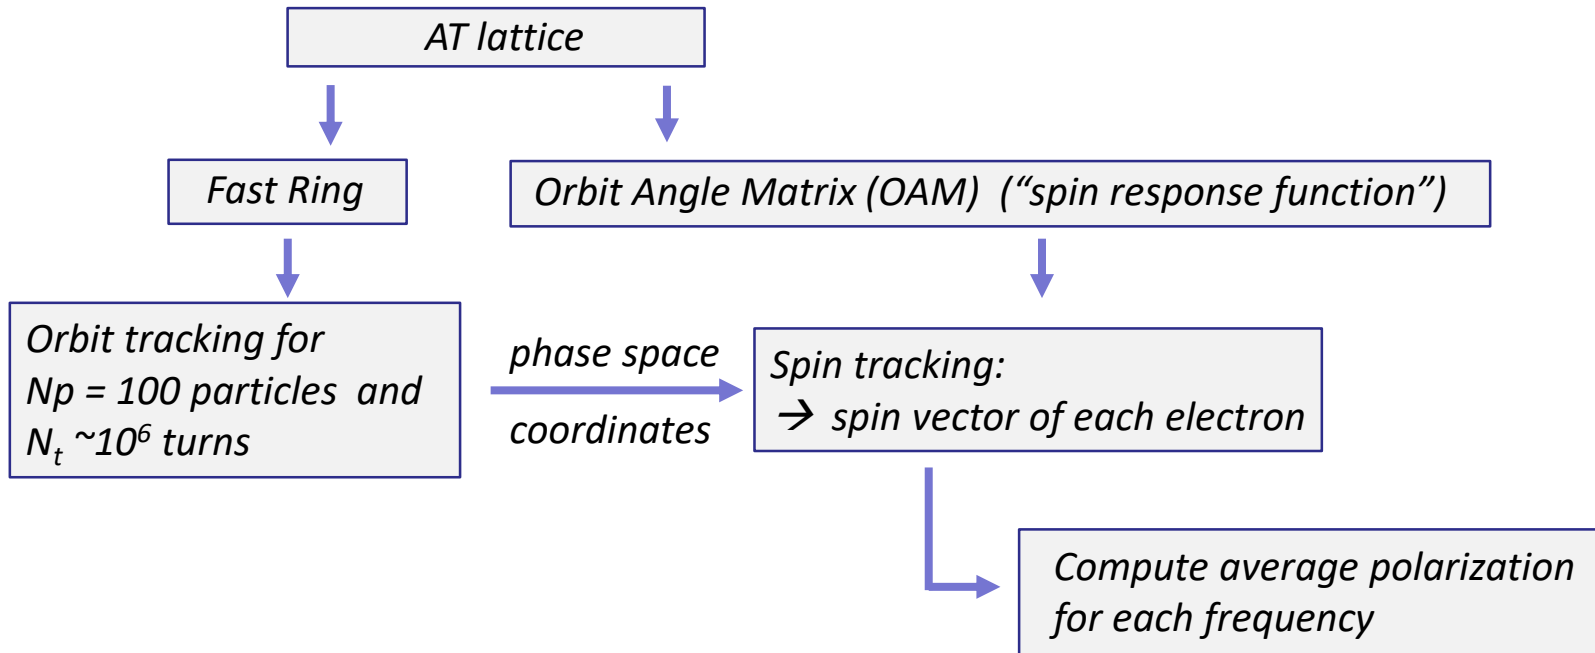 AT lattice
Fast Ring
Orbit Angle Matrix (OAM) (“spin response function”)
Orbit tracking for
Np = 100 particles and
Nt ~10⁶ turns
phase space
coordinates
Spin tracking:
→ spin vector of each electron
Compute average polarization
for each frequency